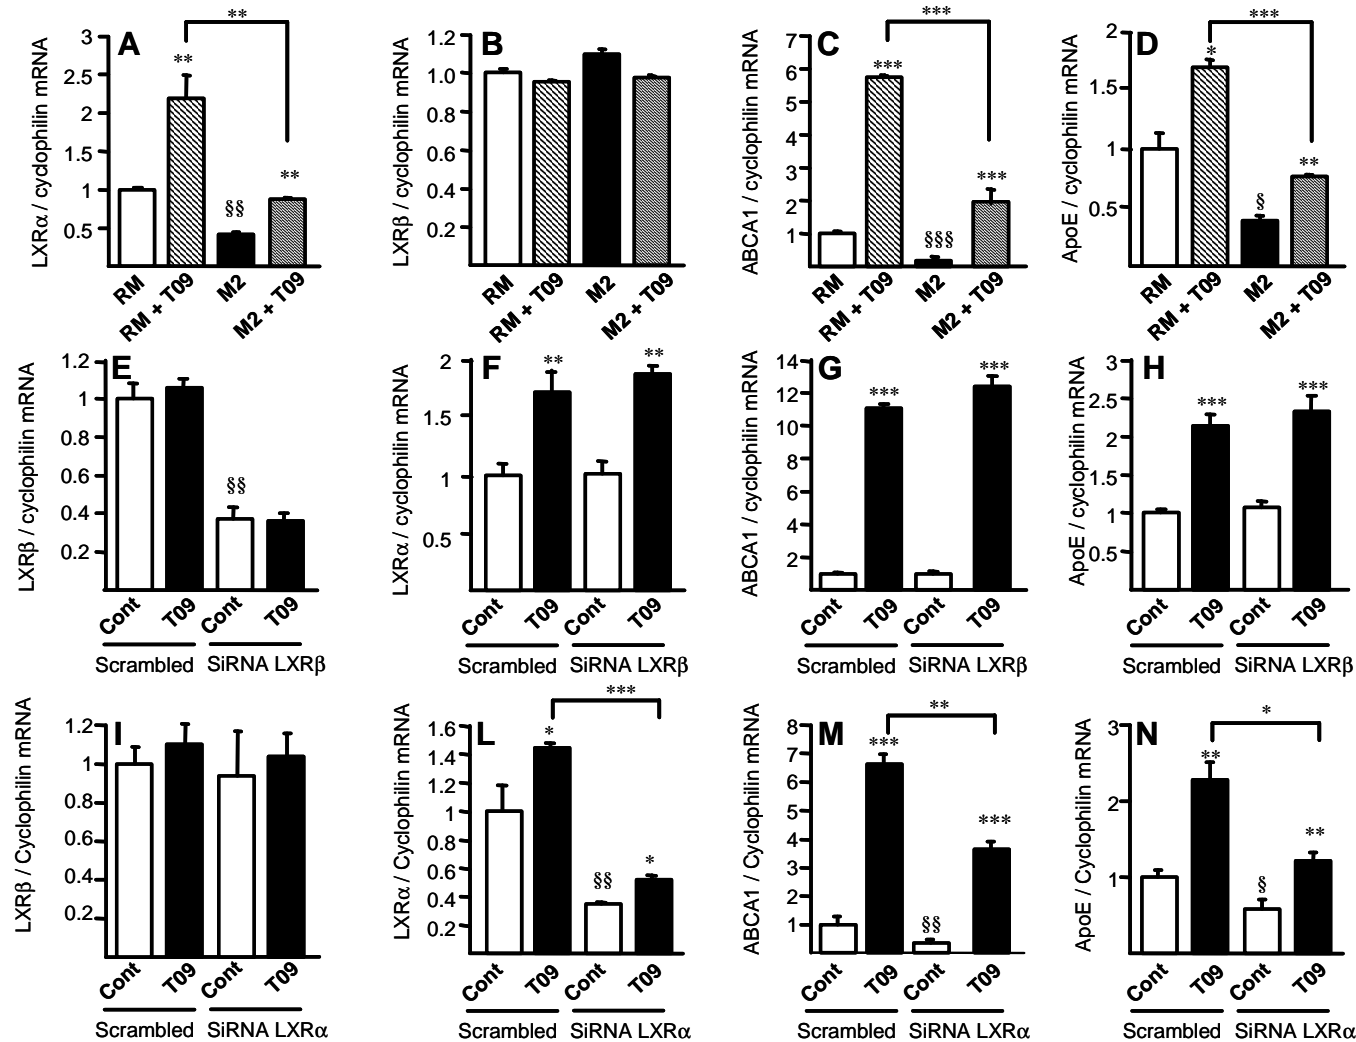 A
**
**
§§
**
LXRα / cyclophilin mRNA
3
2.5
2
1.5
1
0.5
RM
RM + T09
M2
M2 + T09
B
LXRβ / cyclophilin mRNA
1.2
1.0
0.8
0.6
0.4
0.2
RM
RM + T09
M2
M2 + T09
C
***
***
§§§
***
ABCA1 / cyclophilin mRNA
7
6
5
4
3
2
1
RM
RM + T09
M2
M2 + T09
D
***
*
§
**
ApoE / cyclophilin mRNA
2
1.5
1
0.5
RM
RM + T09
M2
M2 + T09
E
§§
LXRβ / cyclophilin mRNA
1.2
1
0.8
0.6
0.4
0.2
Cont
T09
Cont
T09
Scrambled
SiRNA LXRβ
F
**
**
LXRα / cyclophilin mRNA
2
1.5
1
0.5
Cont
T09
Cont
T09
Scrambled
SiRNA LXRβ
G
***
***
ABCA1 / cyclophilin mRNA
14
12
10
8
6
4
2
Cont
T09
Cont
T09
Scrambled
SiRNA LXRβ
H
***
***
ApoE / cyclophilin mRNA
3
2.5
2
1.5
1
0.5
Cont
T09
Cont
T09
Scrambled
SiRNA LXRβ
I
LXRβ / Cyclophilin mRNA
1.2
1
0.8
0.6
0.4
0.2
Cont
T09
Cont
T09
Scrambled
SiRNA LXRα
L
***
*
§§
*
LXRα / Cyclophilin mRNA
1.6
1.4
1.2
1
0.8
0.6
0.4
0.2
Cont
T09
Cont
T09
Scrambled
SiRNA LXRα
M
**
***
§§
***
ABCA1 / Cyclophilin mRNA
8
7
6
5
4
3
2
1
Cont
T09
Cont
T09
Scrambled
SiRNA LXRα
N
*
**
§
**
ApoE / Cyclophilin mRNA
3
2
1
Cont
T09
Cont
T09
Scrambled
SiRNA LXRα